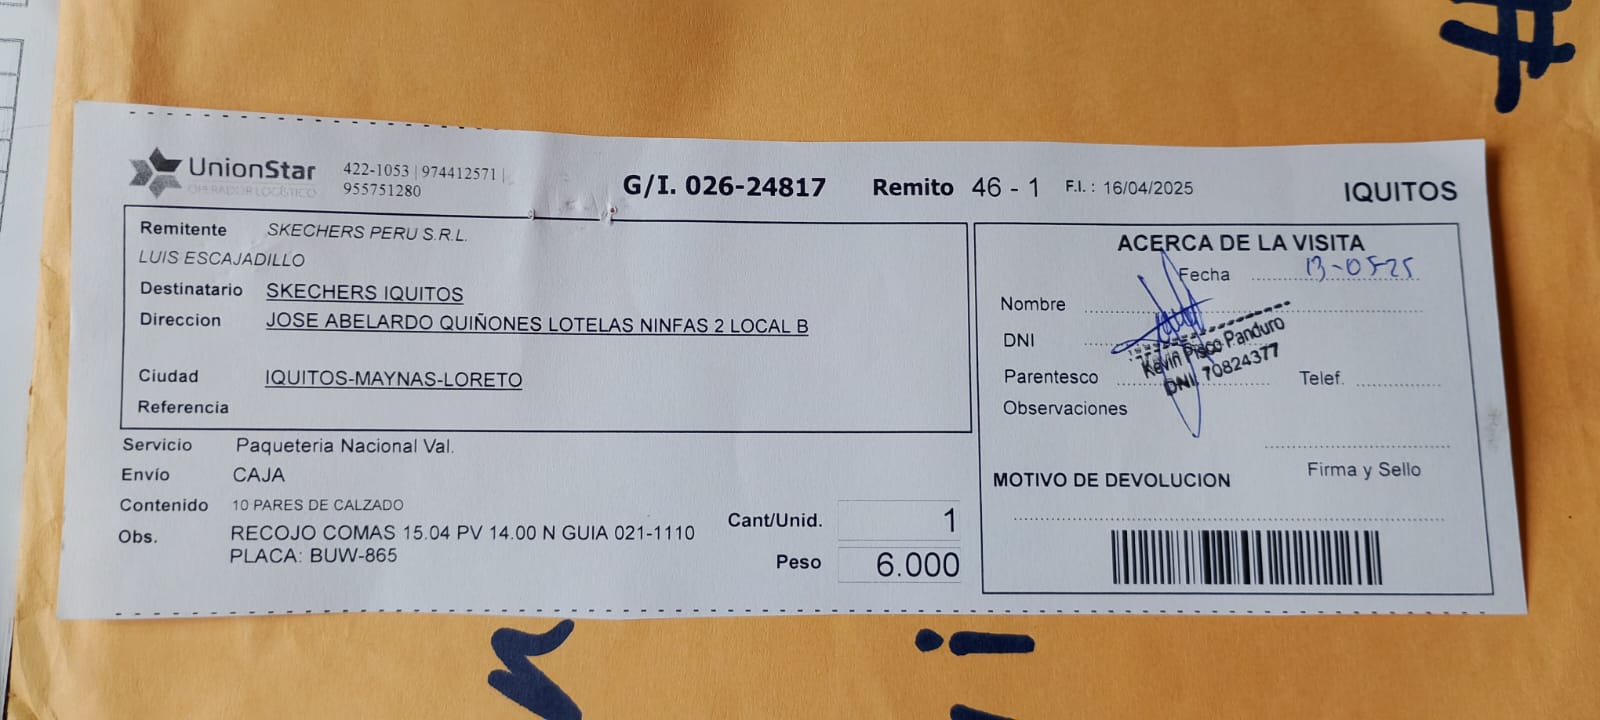 UnionStar
OPERADOR LOGÍSTICO
422-1053 | 974412571 |
955751280
G/I. 026-24817
Remito 46 - 1
F.I. : 16/04/2025
IQUITOS
Remitente SKECHERS PERU S.R.L.
LUIS ESCAJADILLO
Destinatario SKECHERS IQUITOS
Direccion JOSE ABELARDO QUIÑONES LOTELAS NINFAS 2 LOCAL B
Ciudad IQUITOS-MAYNAS-LORETO
Referencia
Servicio Paqueteria Nacional Val.
Envío CAJA
Contenido 10 PARES DE CALZADO
Obs. RECOJO COMAS 15.04 PV 14.00 N GUIA 021-1110
PLACA: BUW-865
Cant/Unid. 1
Peso 6.000
ACERCA DE LA VISITA
Fecha 13-05-25
Nombre
DNI
Kevin Pisco Panduro
DNI. 70824377
Parentesco
Telef.
Observaciones
Firma y Sello
MOTIVO DE DEVOLUCION